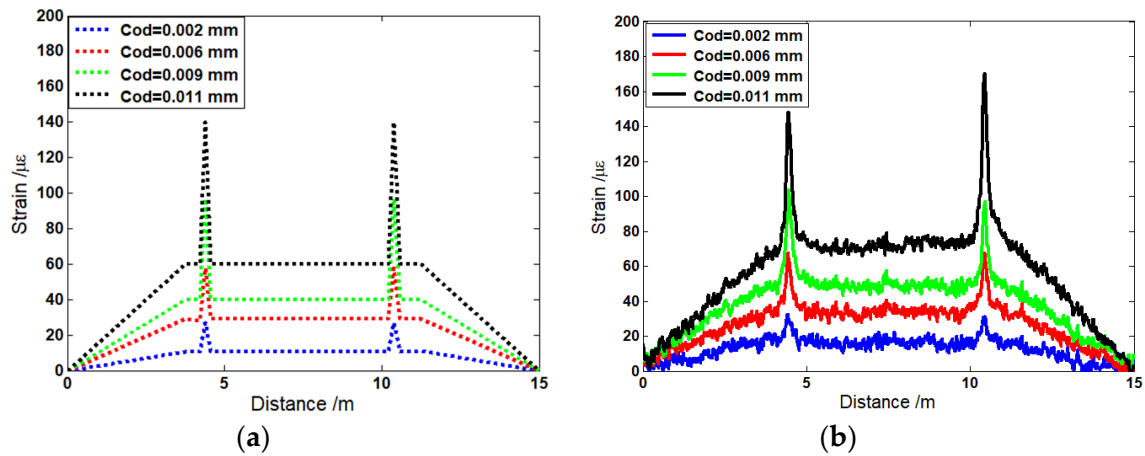 200
180
160
140
120
100
80
60
40
20
0
Strain /με
Cod=0.002 mm
Cod=0.006 mm
Cod=0.009 mm
Cod=0.011 mm
0
5
10
15
Distance /m
(a)
200
180
160
140
120
100
80
60
40
20
0
Strain /με
Cod=0.002 mm
Cod=0.006 mm
Cod=0.009 mm
Cod=0.011 mm
0
5
10
15
Distance /m
(b)